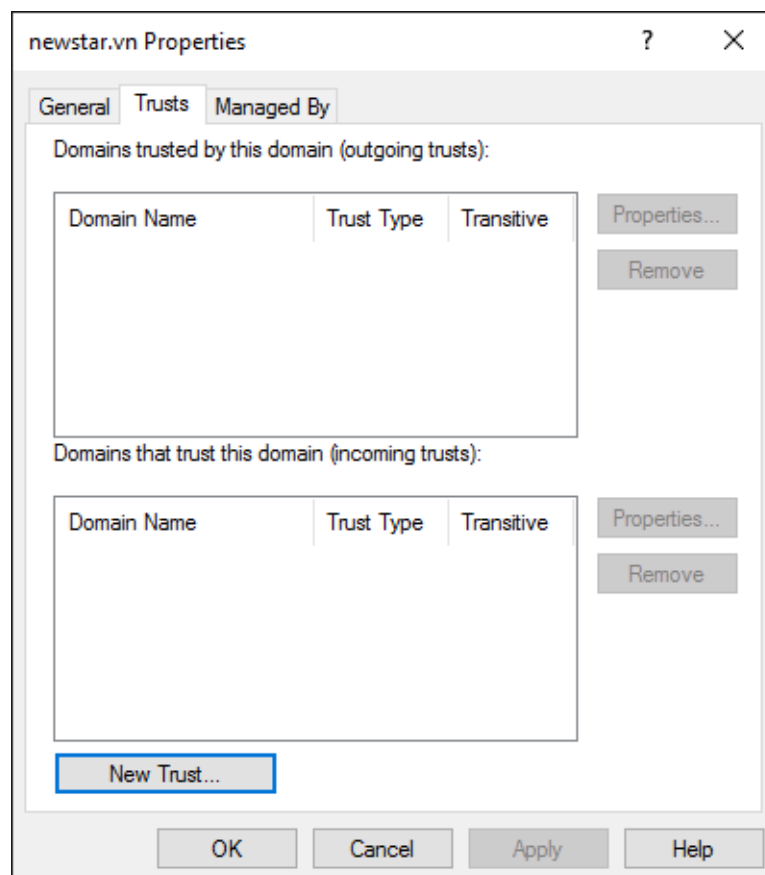 newstar.vn Properties ?
General Trusts Managed By
Domains trusted by this domain (outgoing trusts):
Domain Name Trust Type Transitive
Properties...
Remove
Domains that trust this domain (incoming trusts):
Domain Name Trust Type Transitive
Properties...
Remove
New Trust...
OK Cancel Apply Help